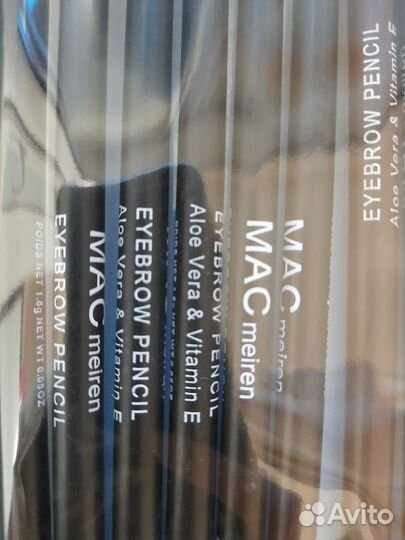 POIDS NET 1.6g NET WT 0.05OZ
EYEBROW PENCIL
MAC meiren
Aloe Vera & Vitamin E
EYEBROW PENCIL
Aloe Vera & Vitamin E
EYEBROW PENCIL
MAC meiren
MAC meiren
EYEBROW PENCIL
Aloe Vera & Vitamin E
Avito